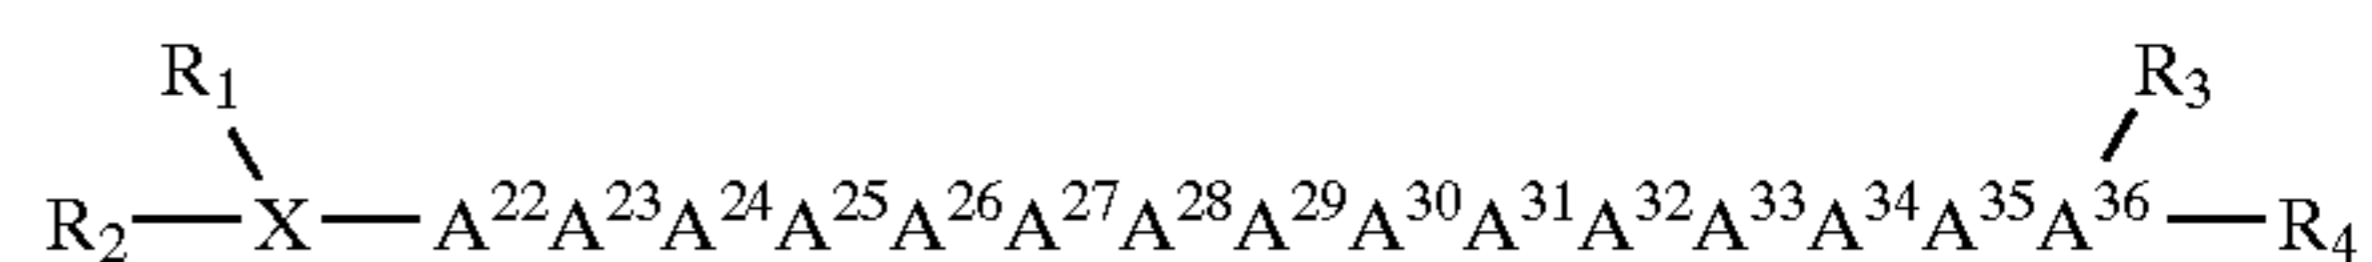 R₁ R₃
R₂—X—A²²A²³A²⁴A²⁵A²⁶A²⁷A²⁸A²⁹A³⁰A³¹A³²A³³A³⁴A³⁵A³⁶—R₄